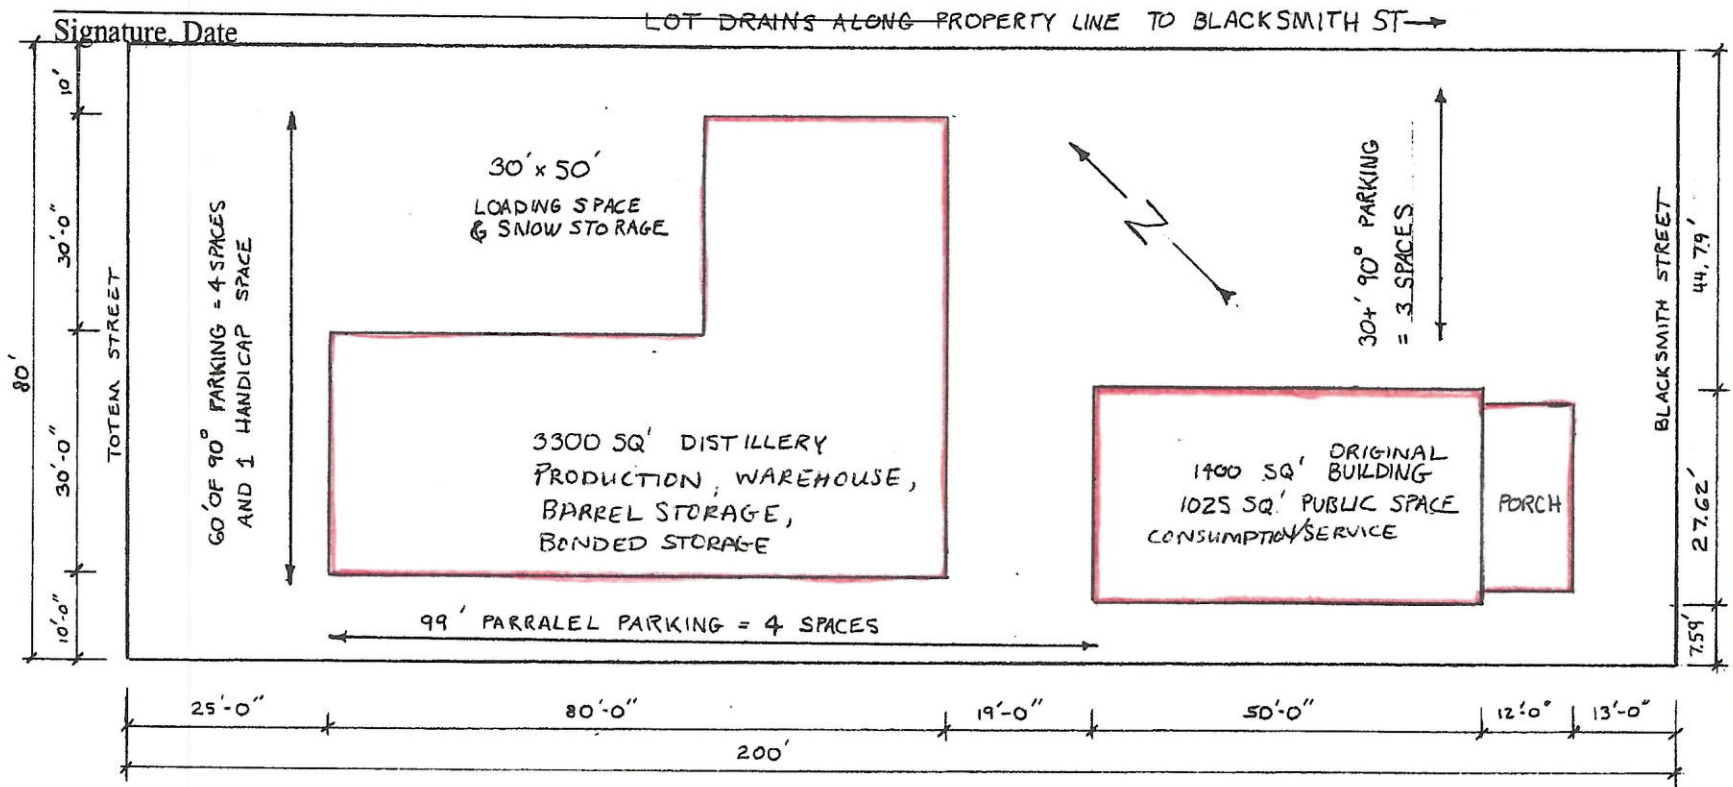 LOT DRAINS ALONG PROPERTY LINE TO BLACKSMITH ST
Signature, Date
80'
10'
30'-0"
30'-0"
10'-0"
TOTEM STREET
60' OF 90° PARKING = 4 SPACES
AND 1 HANDICAP SPACE
30' x 50'
LOADING SPACE
& SNOW STORAGE
3300 SQ' DISTILLERY
PRODUCTION, WAREHOUSE,
BARREL STORAGE,
BONDED STORAGE
99' PARRALEL PARKING = 4 SPACES
N
30+' 90° PARKING
= 3 SPACES
ORIGINAL
1400 SQ' BUILDING
1025 SQ' PUBLIC SPACE
CONSUMPTION/SERVICE
PORCH
BLACKSMITH STREET
44.79'
27.62'
7.59'
25'-0"
80'-0"
19'-0"
50'-0"
12'-0"
13'-0"
200'